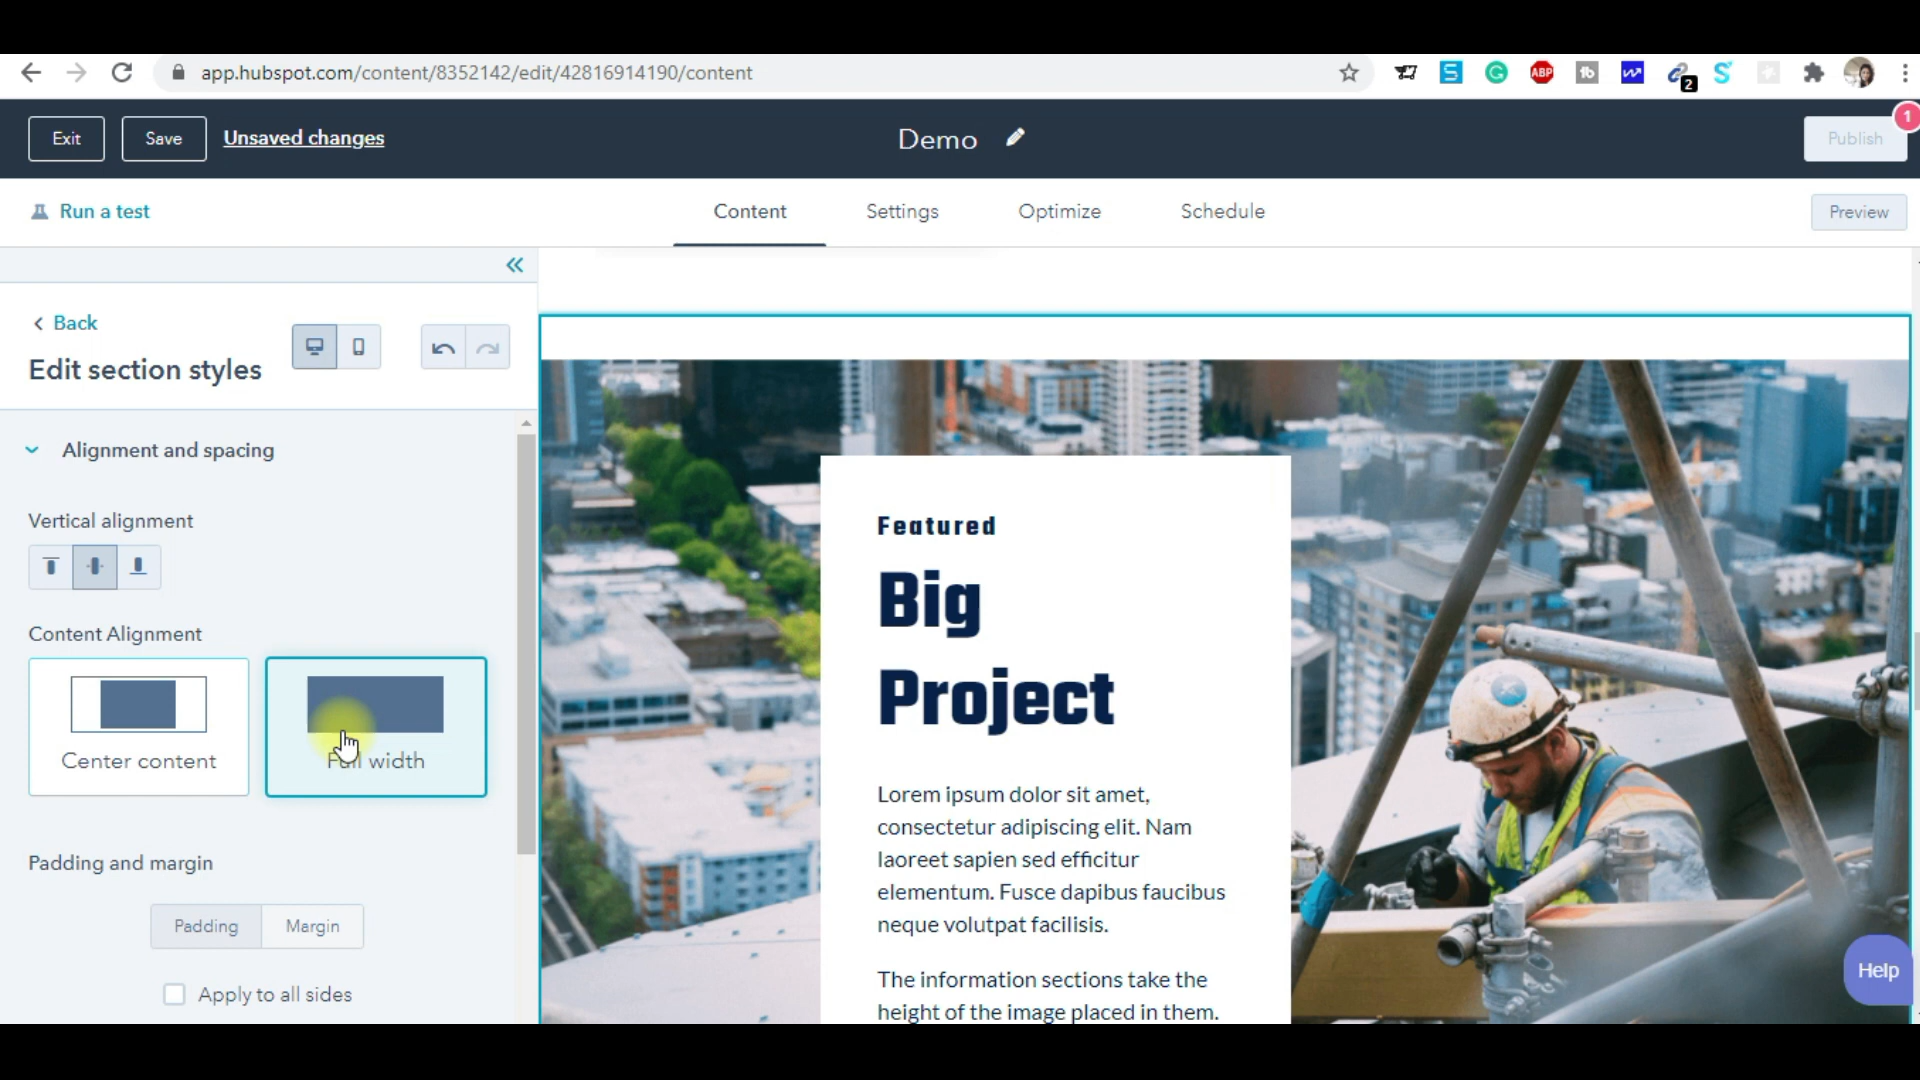 app.hubspot.com/content/8352142/edit/42816914190/content
ABP
2
Exit
Save
Unsaved changes
Demo
1
Publish
Run a test
Content
Settings
Optimize
Schedule
Preview
Back
Edit section styles
Alignment and spacing
Vertical alignment
Content Alignment
Center content
Full width
Padding and margin
Padding
Margin
Apply to all sides
Featured
Big
Project
Lorem ipsum dolor sit amet,
consectetur adipiscing elit. Nam
laoreet sapien sed efficitur
elementum. Fusce dapibus faucibus
neque volutpat facilisis.
The information sections take the
height of the image placed in them.
Help